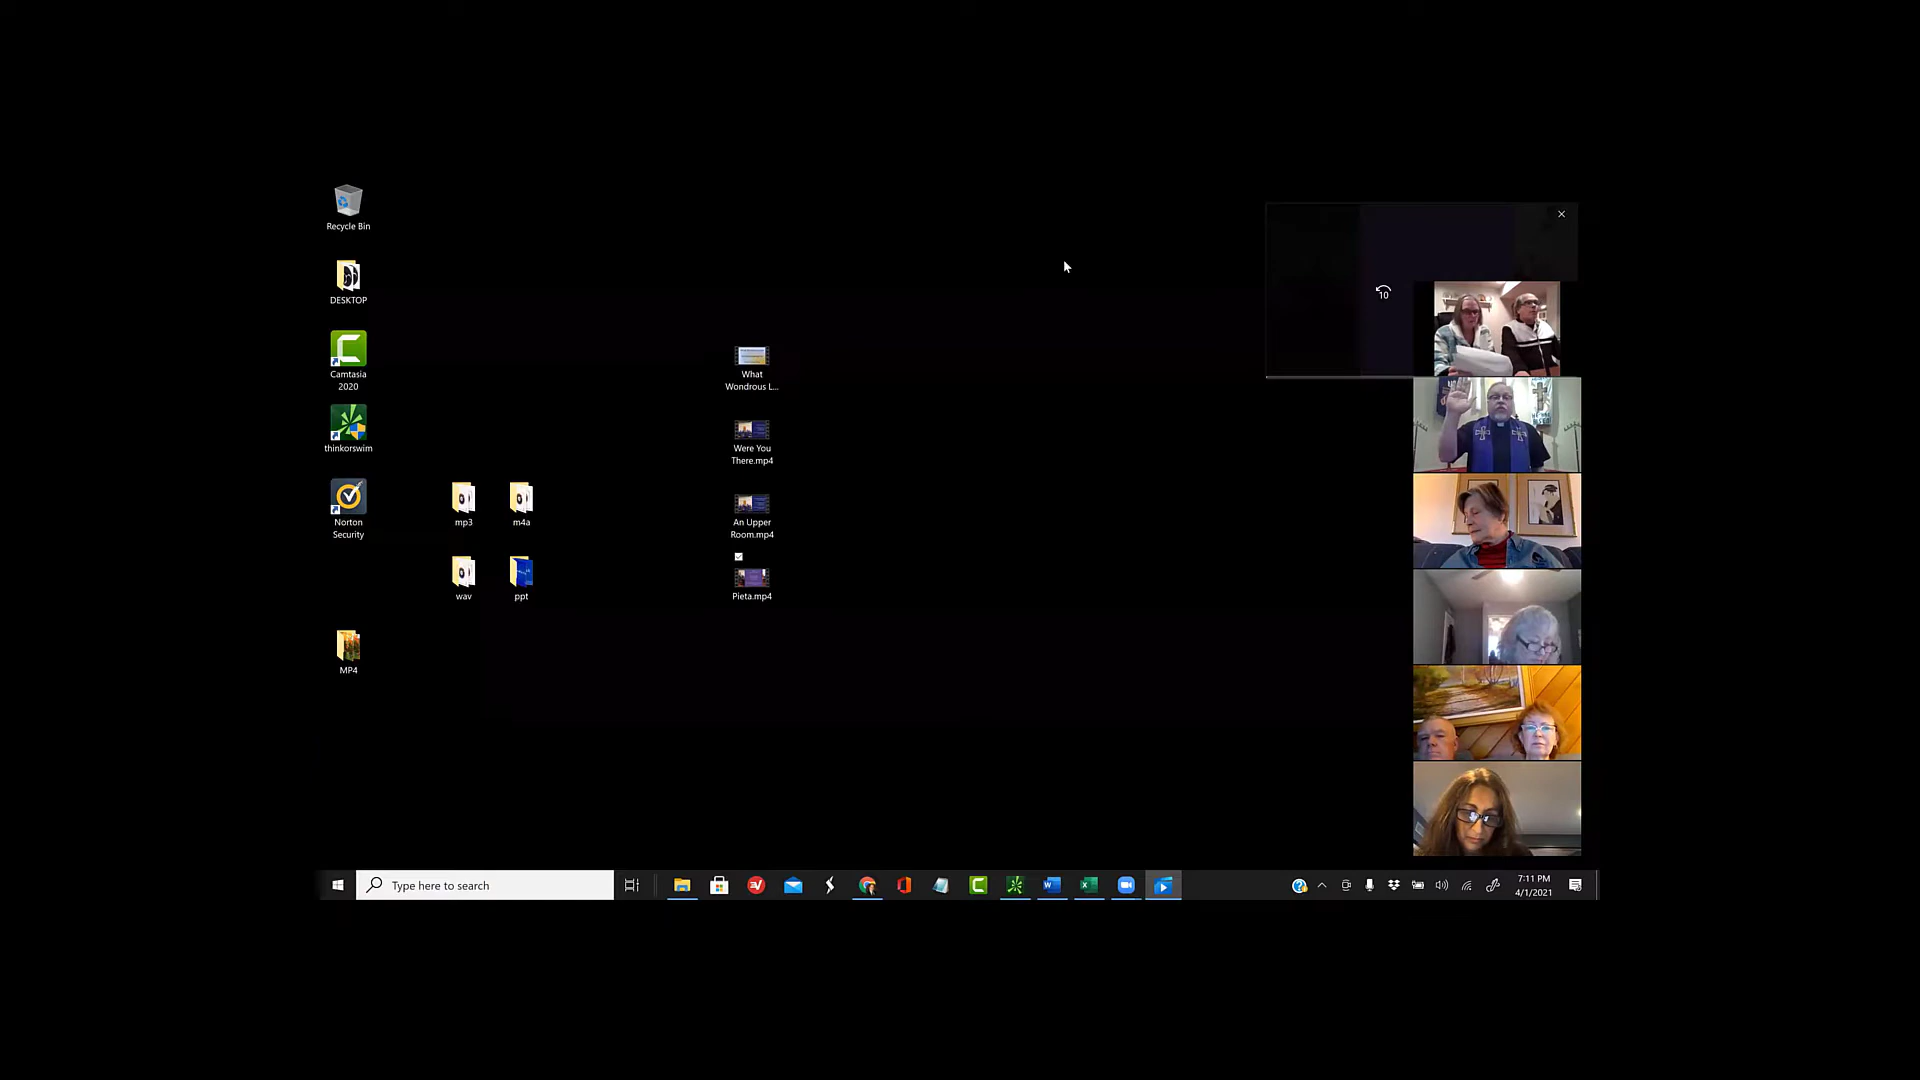 Recycle Bin
DESKTOP
Camtasia
2020
thinkorswim
Norton
Security
MP4
mp3
m4a
wav
ppt
What
Wondrous L...
Were You
There.mp4
An Upper
Room.mp4
Pieta.mp4
10
Type here to search
7:11 PM
4/1/2021